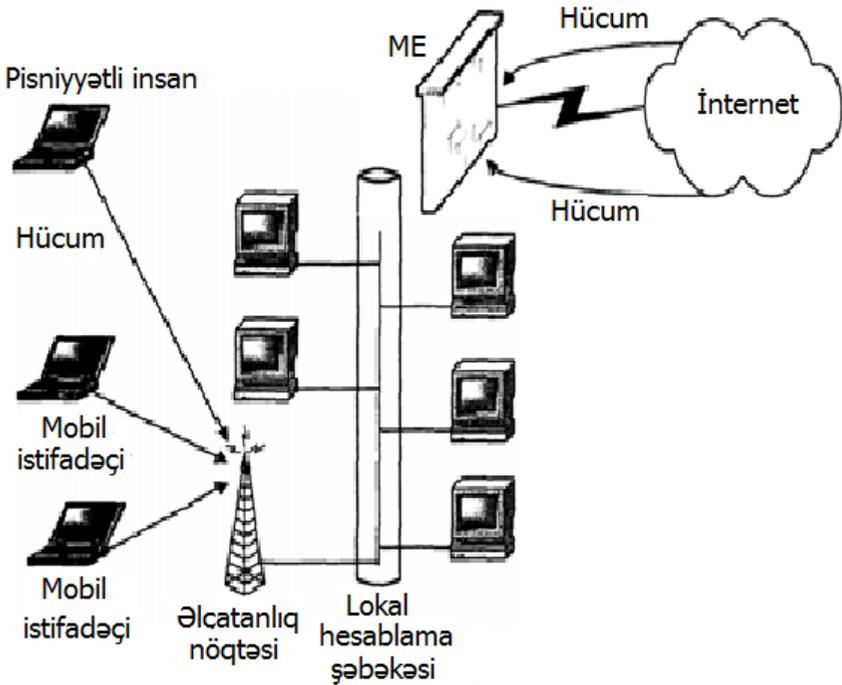 Hücum
ME
İnternet
Pisniyyətli insan
Hücum
Hücum
Mobil
istifadəçi
Mobil
istifadəçi
Əlçatanlıq
nöqtəsi
Lokal
hesablama
şəbəkəsi